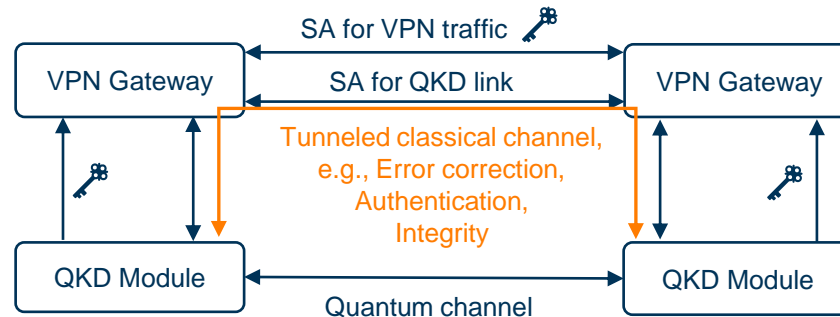 SA for VPN traffic
VPN Gateway
VPN Gateway
SA for QKD link
Tunneled classical channel,
e.g., Error correction,
Authentication,
Integrity
QKD Module
QKD Module
Quantum channel